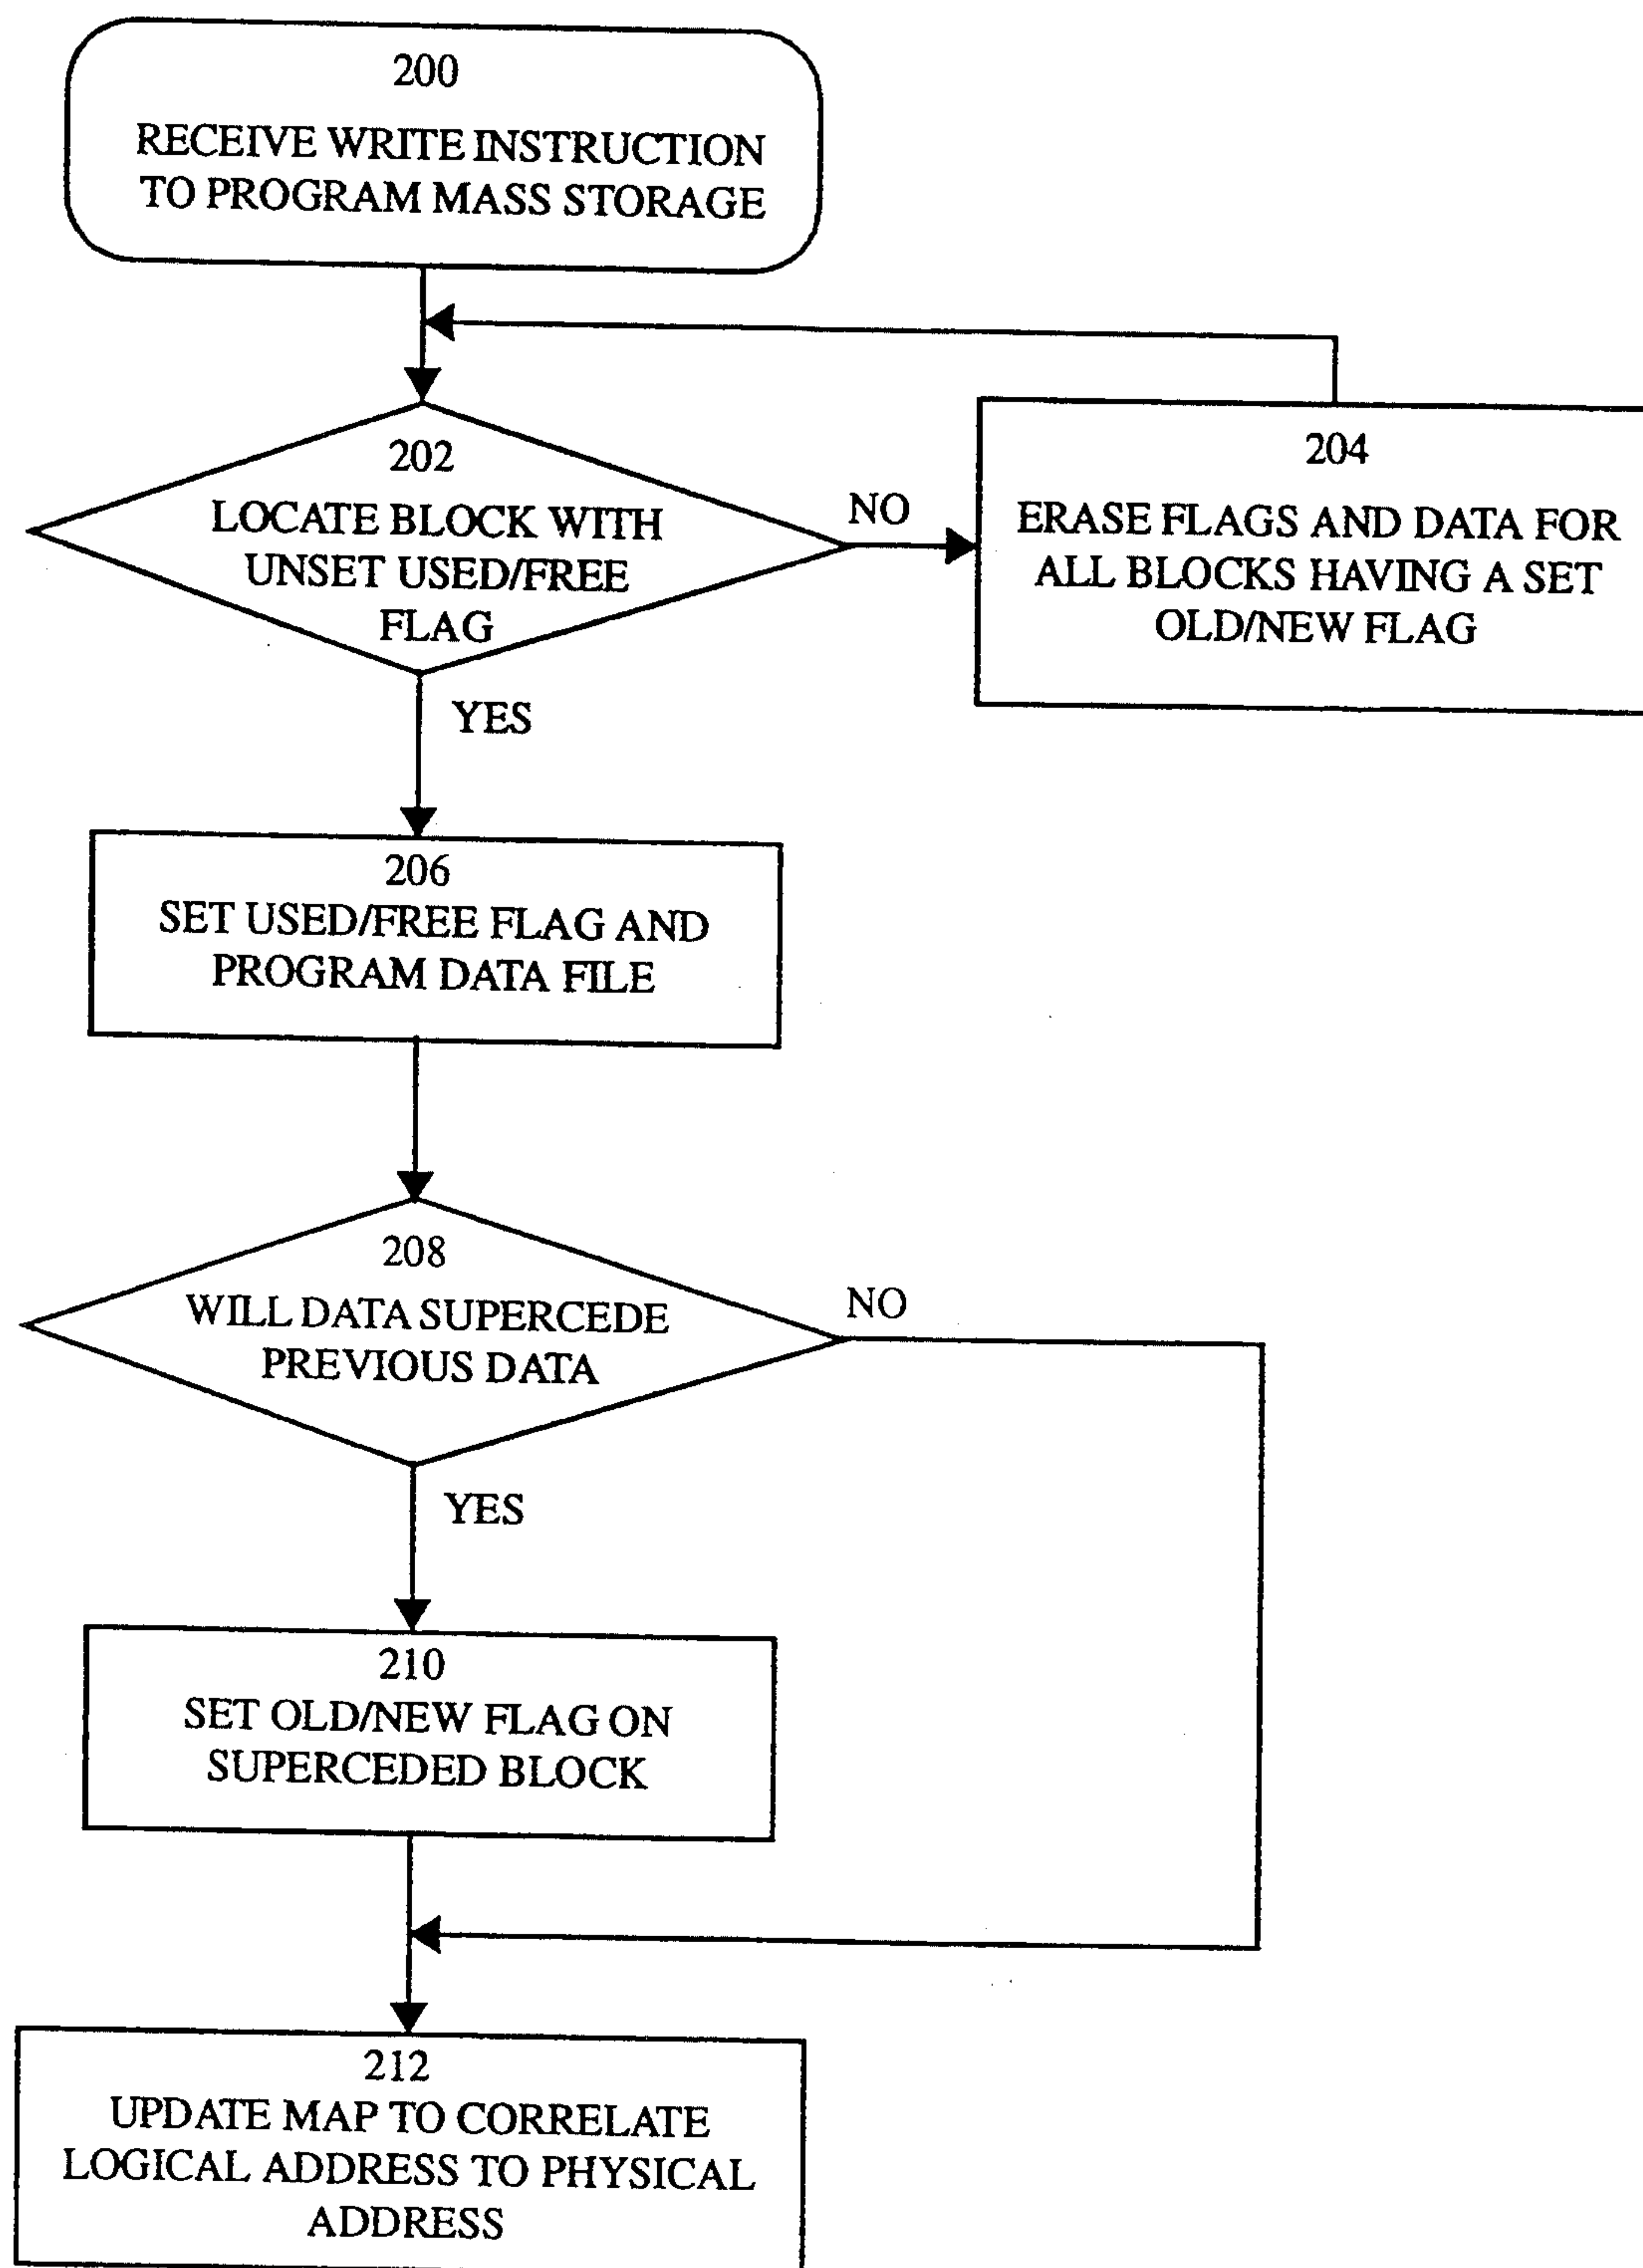 200
RECEIVE WRITE INSTRUCTION
TO PROGRAM MASS STORAGE
202
LOCATE BLOCK WITH
UNSET USED/FREE
FLAG
NO
204
ERASE FLAGS AND DATA FOR
ALL BLOCKS HAVING A SET
OLD/NEW FLAG
YES
206
SET USED/FREE FLAG AND
PROGRAM DATA FILE
208
WILL DATA SUPERCEDE
PREVIOUS DATA
NO
YES
210
SET OLD/NEW FLAG ON
SUPERCEDED BLOCK
212
UPDATE MAP TO CORRELATE
LOGICAL ADDRESS TO PHYSICAL
ADDRESS